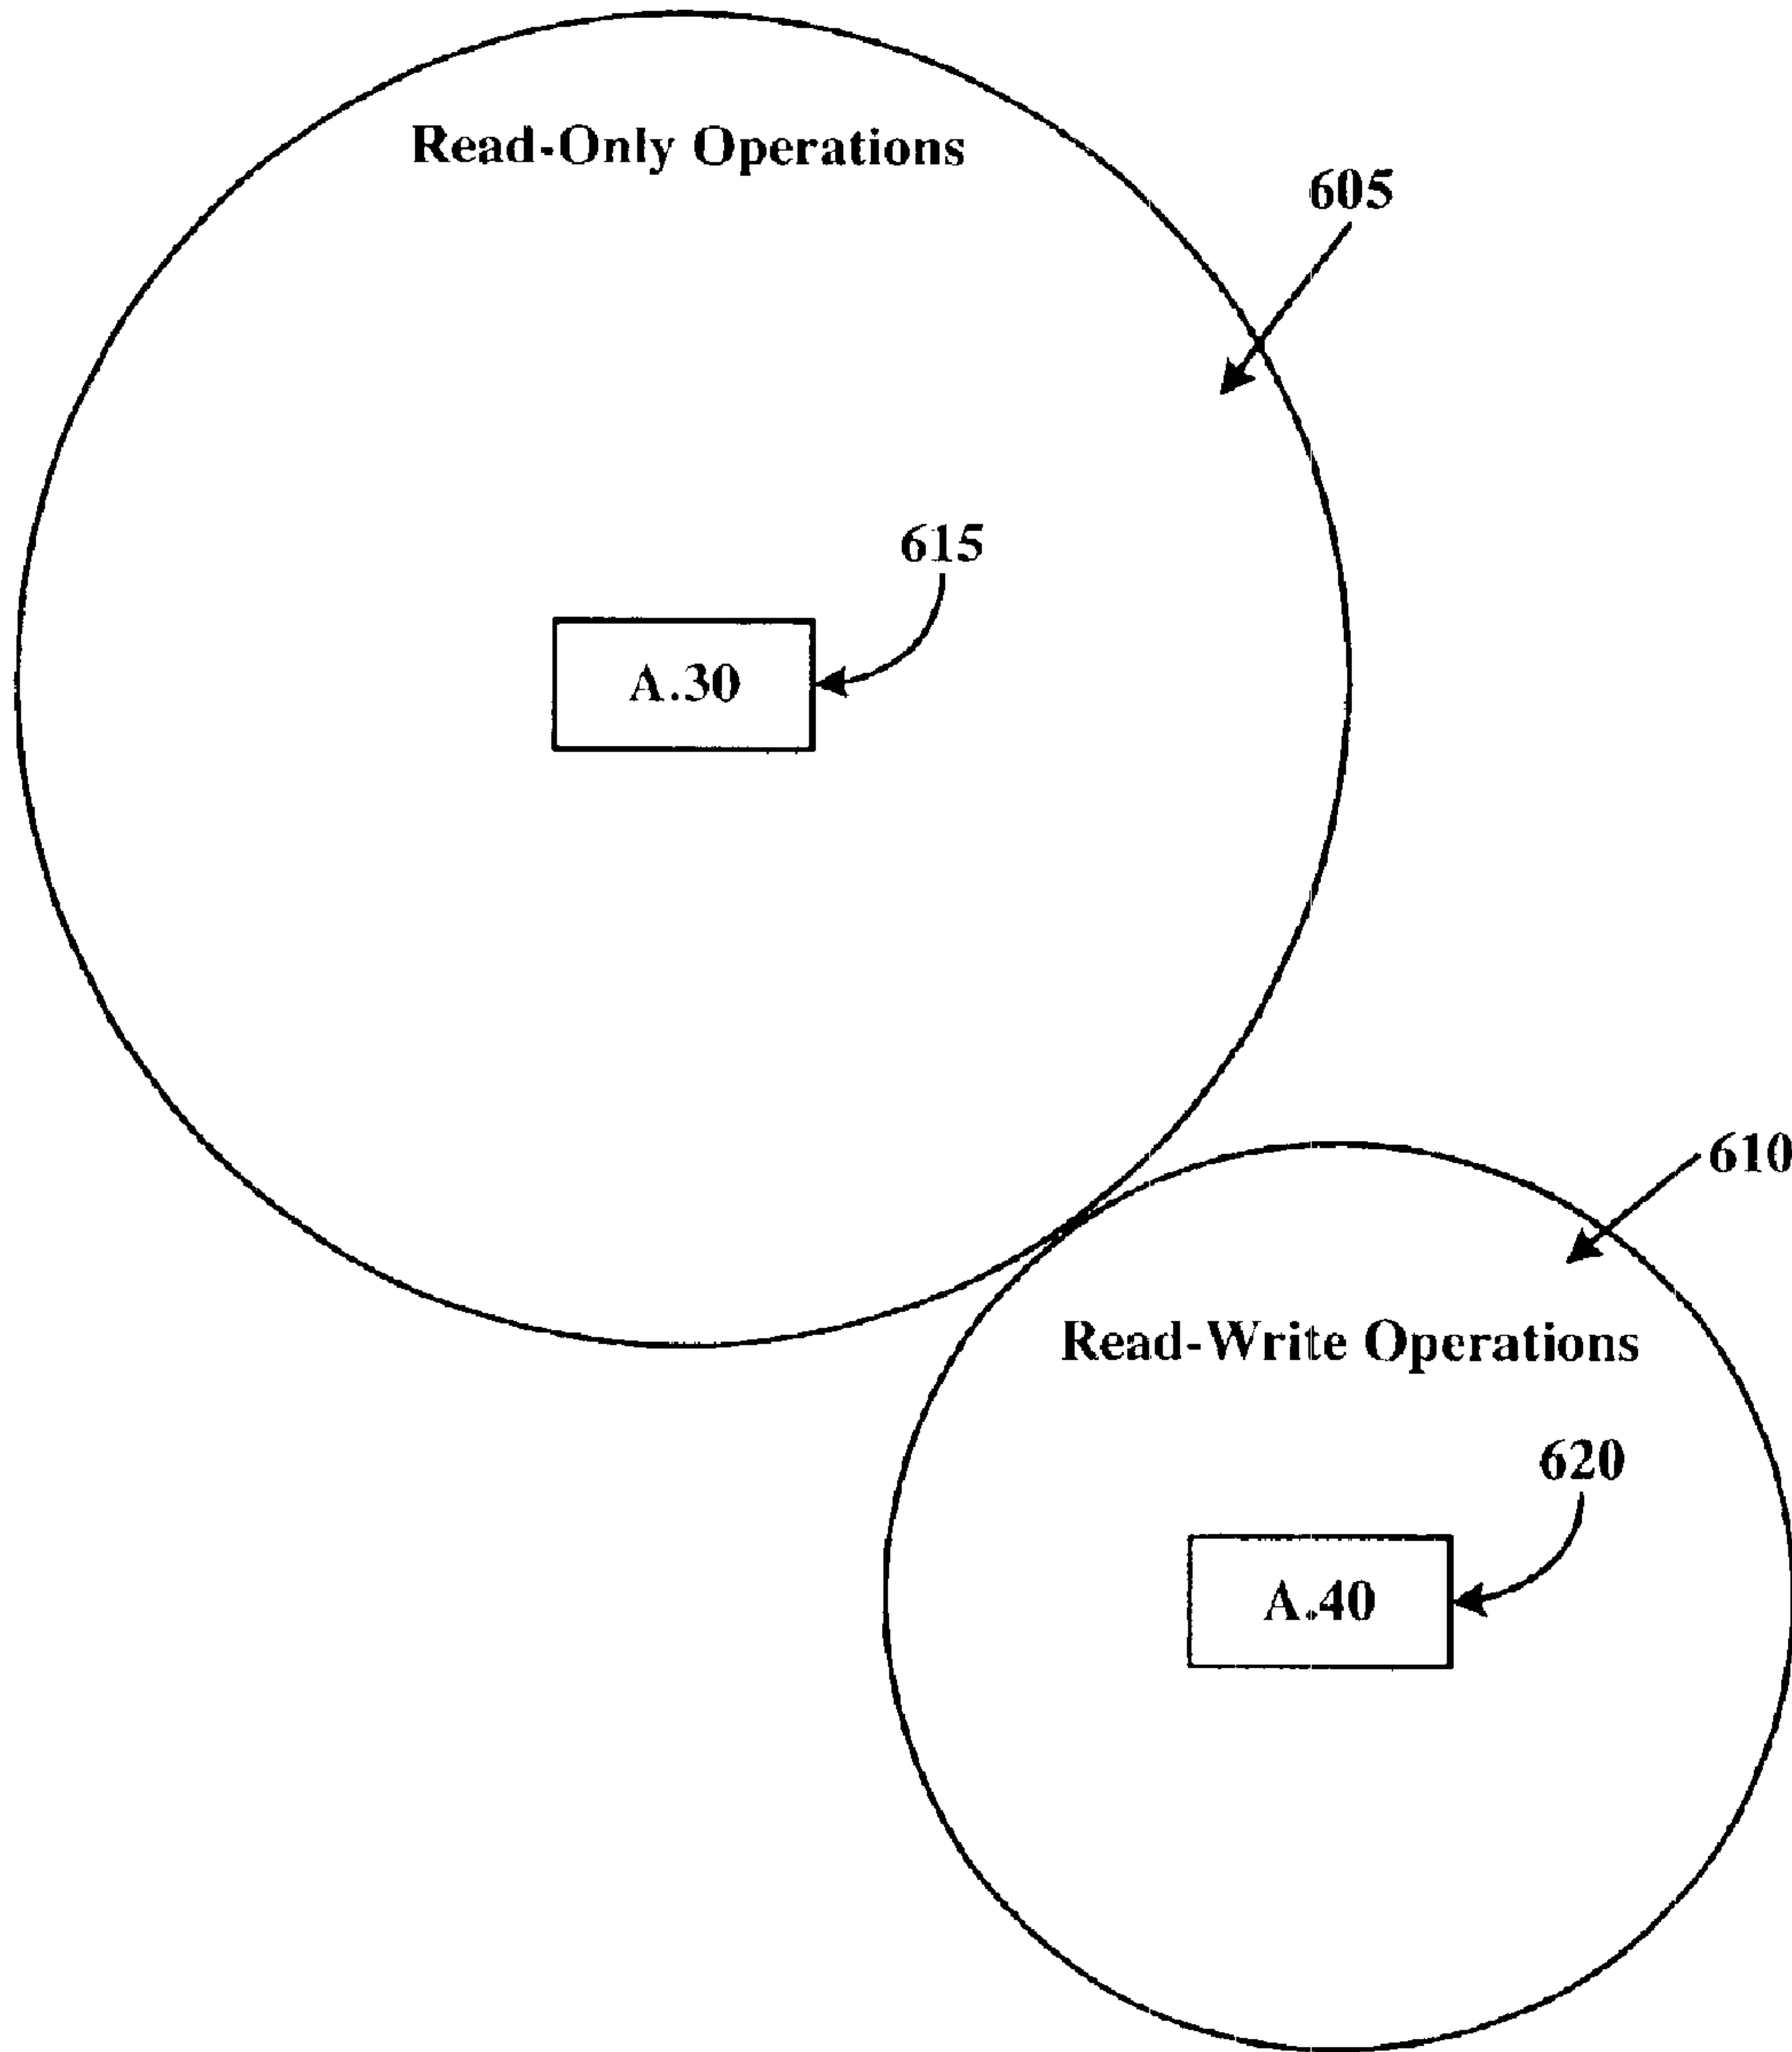 Read-Only Operations
605
615
A.30
610
Read-Write Operations
620
A.40